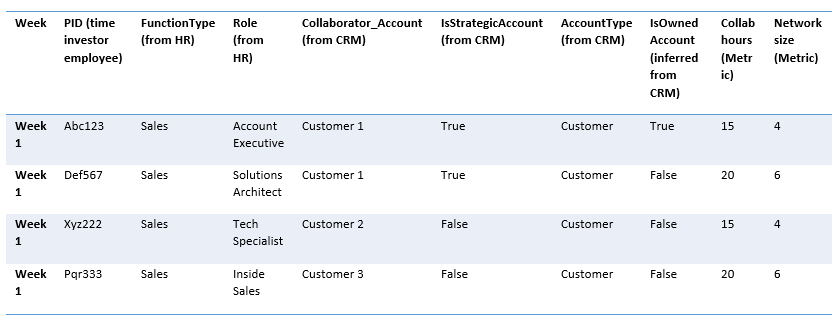 Week PID (time FunctionType Role Collaborator_Account IsStrategicAccount AccountType IsOwned Collab Network
investor (from HR) (from (from CRM) (from CRM) (from CRM) Account hours size
employee) HR) (inferred (Metr (Metric)
from ic)
CRM)
Week Abc123 Sales Account Customer 1 True Customer True 15 4
1 Executive
Week Def567 Sales Solutions Customer 1 True Customer False 20 6
1 Architect
Week Xyz222 Sales Tech Customer 2 False Customer False 15 4
1 Specialist
Week Pqr333 Sales Inside Customer 3 False Customer False 20 6
1 Sales